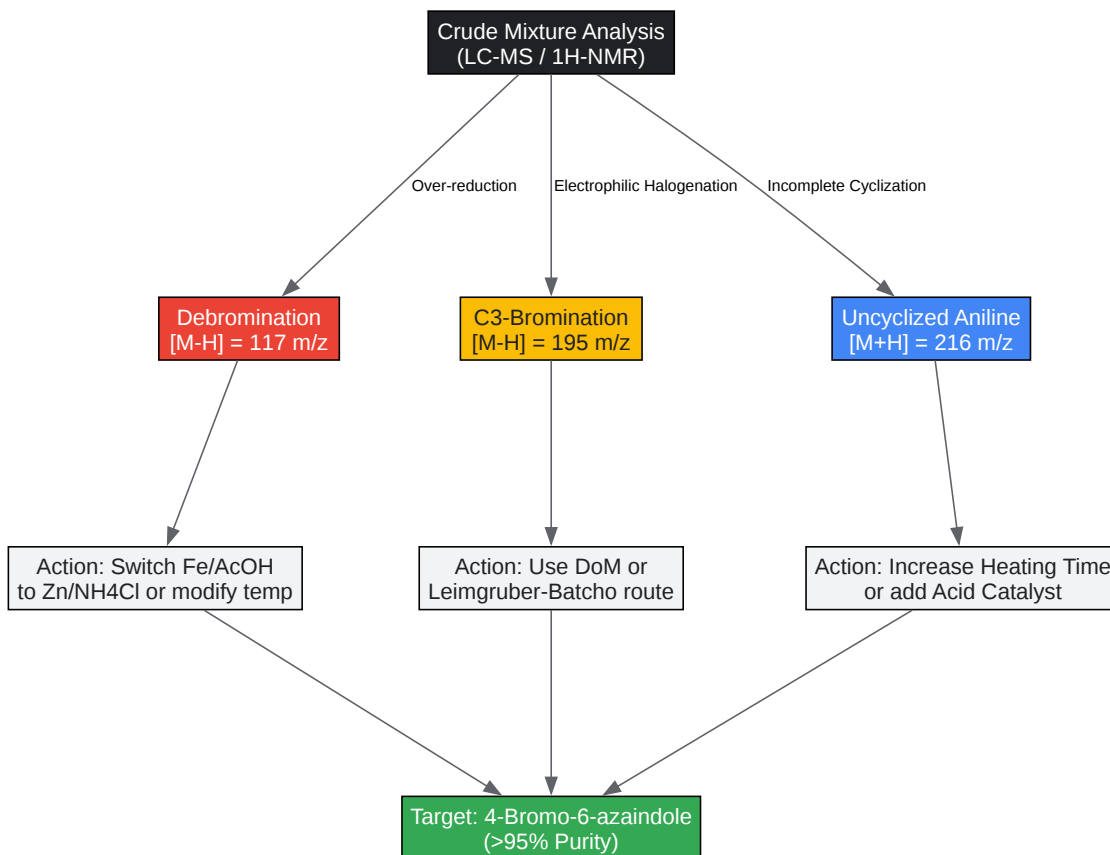 Crude Mixture Analysis
(LC-MS / 1H-NMR)
Over-reduction
Electrophilic Halogenation
Incomplete Cyclization
Debromination
[M-H] = 117 m/z
C3-Bromination
[M-H] = 195 m/z
Uncyclized Aniline
[M+H] = 216 m/z
Action: Switch Fe/AcOH
to Zn/NH4Cl or modify temp
Action: Use DoM or
Leimgruber-Batcho route
Action: Increase Heating Time
or add Acid Catalyst
Target: 4-Bromo-6-azaindole
(>95% Purity)